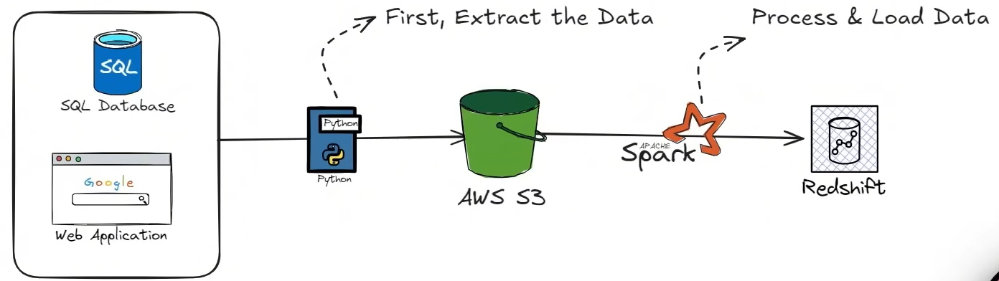 First, Extract the Data
Process & Load Data
SQL
SQL Database
Python
Python
Google
Web Application
AWS S3
APACHE
Spark
Redshift